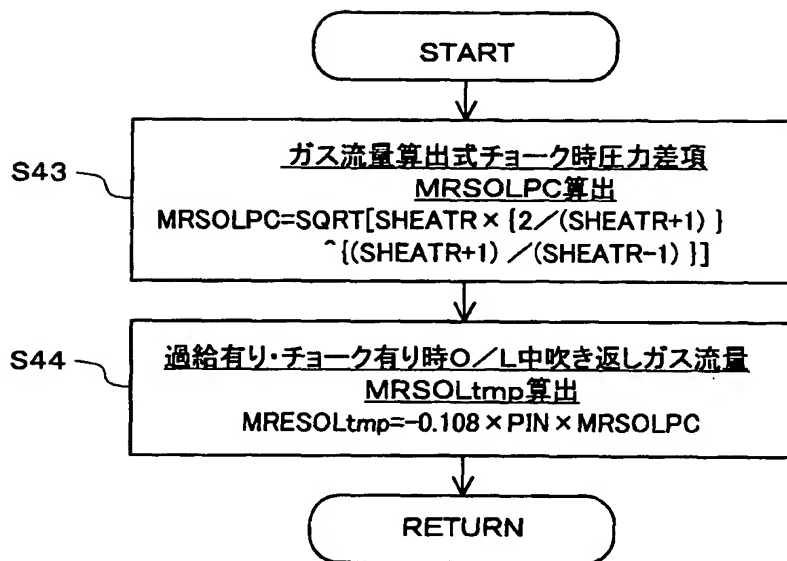 START
S43
ガス流量算出式チョーク時圧力差項
MRSOLPC算出
MRSOLPC=SQRT[SHEATR×{2／(SHEATR+1)}
^{(SHEATR+1)／(SHEATR-1)}]
S44
過給有り・チョーク有り時O／L中吹き返しガス流量
MRSOLtmp算出
MRESOLtmp=-0.108×PIN×MRSOLPC
RETURN